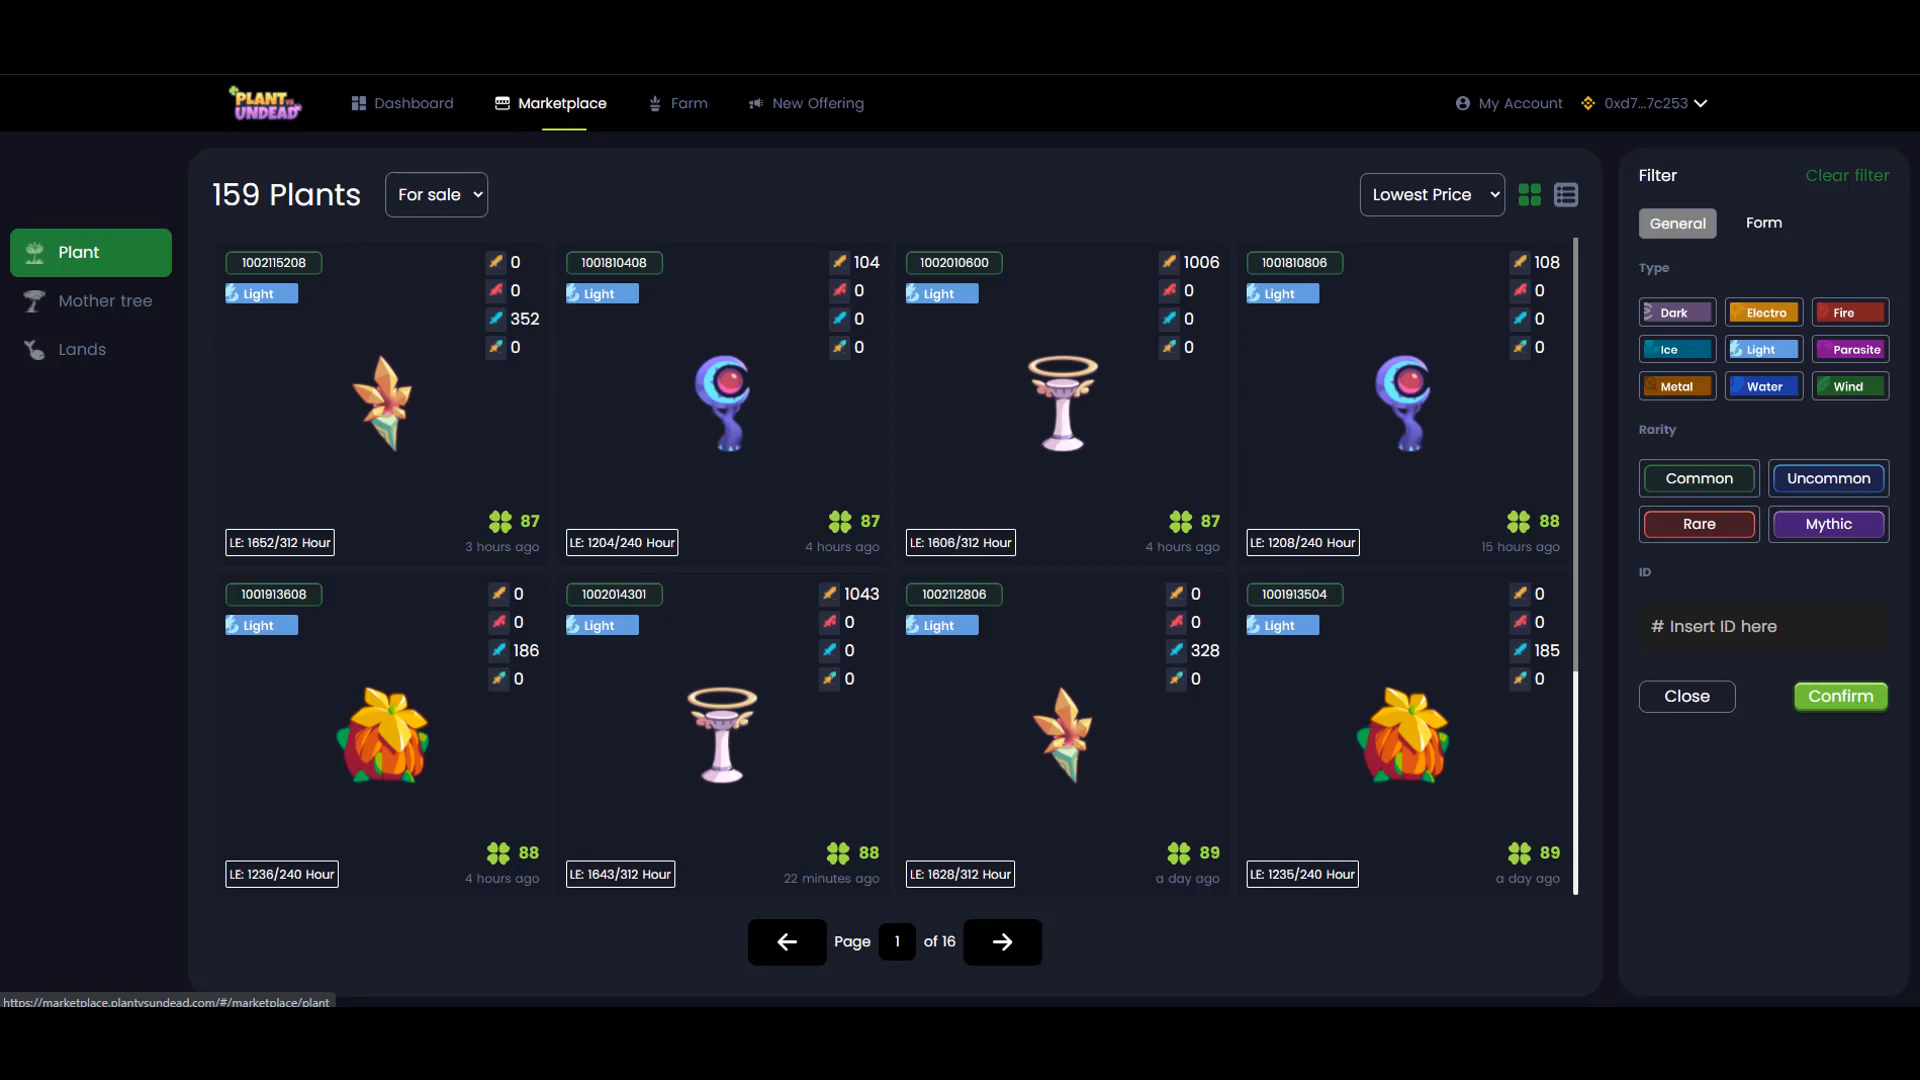 PLANT VS UNDEAD
Dashboard
Marketplace
Farm
New Offering
My Account
0xd7...7c253
Plant
Mother tree
Lands
159 Plants
For sale
Lowest Price
1002115208
Light
0
0
352
0
LE: 1652/312 Hour
87
3 hours ago
1001810408
Light
104
0
0
0
LE: 1204/240 Hour
87
4 hours ago
1002010600
Light
1006
0
0
0
LE: 1606/312 Hour
87
4 hours ago
1001810806
Light
108
0
0
0
LE: 1208/240 Hour
88
15 hours ago
1001913608
Light
0
0
186
0
LE: 1236/240 Hour
88
4 hours ago
1002014301
Light
1043
0
0
0
LE: 1643/312 Hour
88
22 minutes ago
1002112806
Light
0
0
328
0
LE: 1628/312 Hour
89
a day ago
1001913504
Light
0
0
185
0
LE: 1235/240 Hour
89
a day ago
Page 1 of 16
Filter
Clear filter
General
Form
Type
Dark
Electro
Fire
Ice
Light
Parasite
Metal
Water
Wind
Rarity
Common
Uncommon
Rare
Mythic
ID
# Insert ID here
Close
Confirm
https://marketplace.plantvsundead.com/#/marketplace/plant